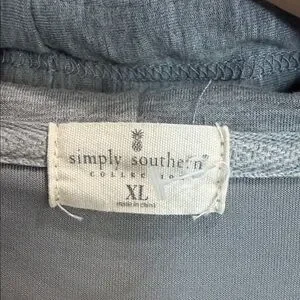 simply southern
COLLECTION
XL
made in china